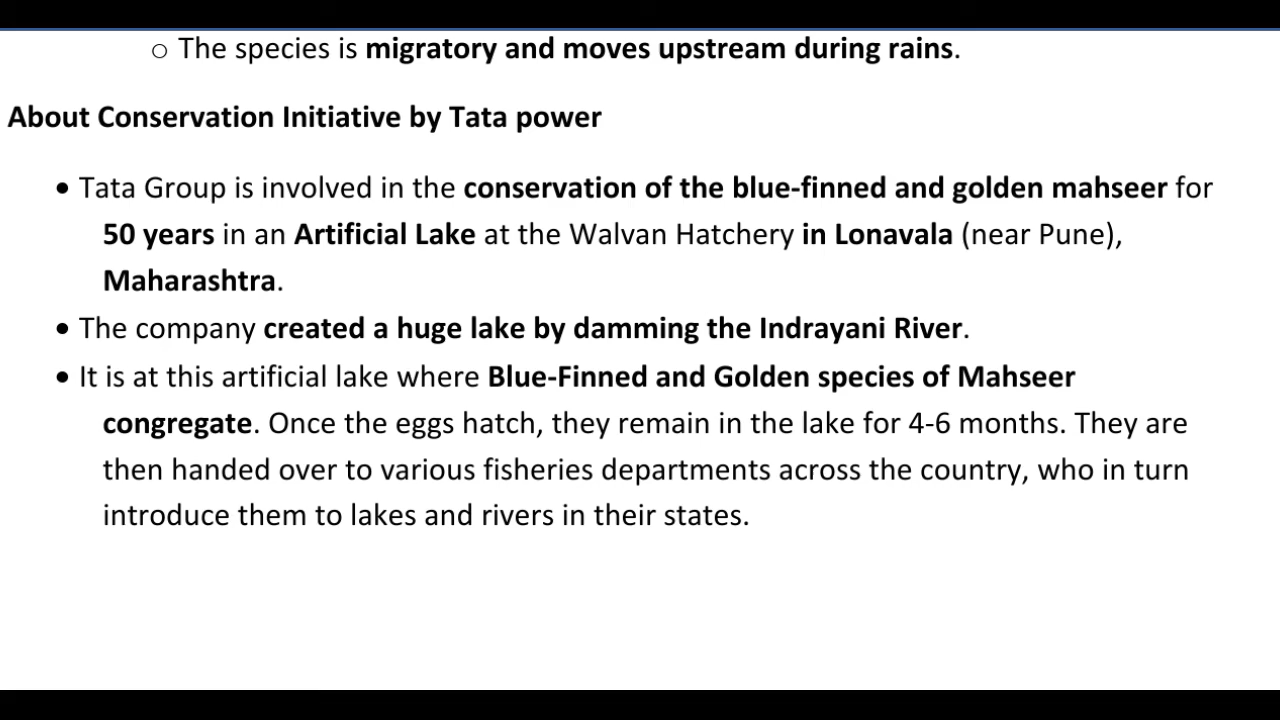 ○ The species is migratory and moves upstream during rains.
About Conservation Initiative by Tata power
• Tata Group is involved in the conservation of the blue-finned and golden mahseer for
50 years in an Artificial Lake at the Walvan Hatchery in Lonavala (near Pune),
Maharashtra.
• The company created a huge lake by damming the Indrayani River.
• It is at this artificial lake where Blue-Finned and Golden species of Mahseer
congregate. Once the eggs hatch, they remain in the lake for 4-6 months. They are
then handed over to various fisheries departments across the country, who in turn
introduce them to lakes and rivers in their states.